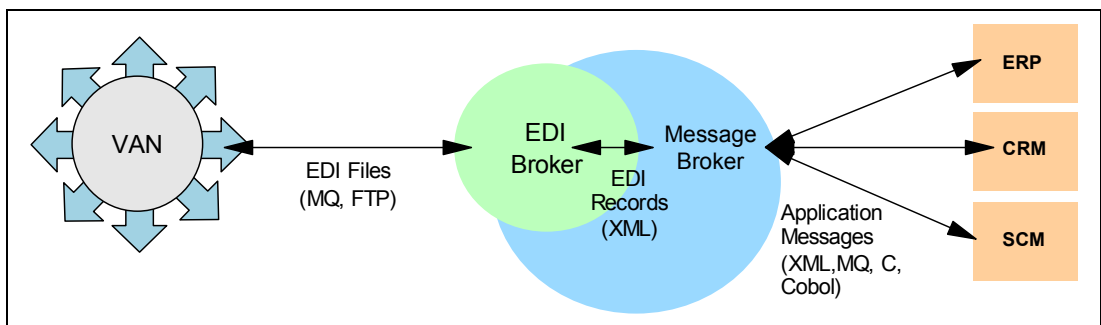 VAN
EDI Files
(MQ, FTP)
EDI
Broker
Message
Broker
EDI
Records
(XML)
Application
Messages
(XML,MQ, C,
Cobol)
ERP
CRM
SCM